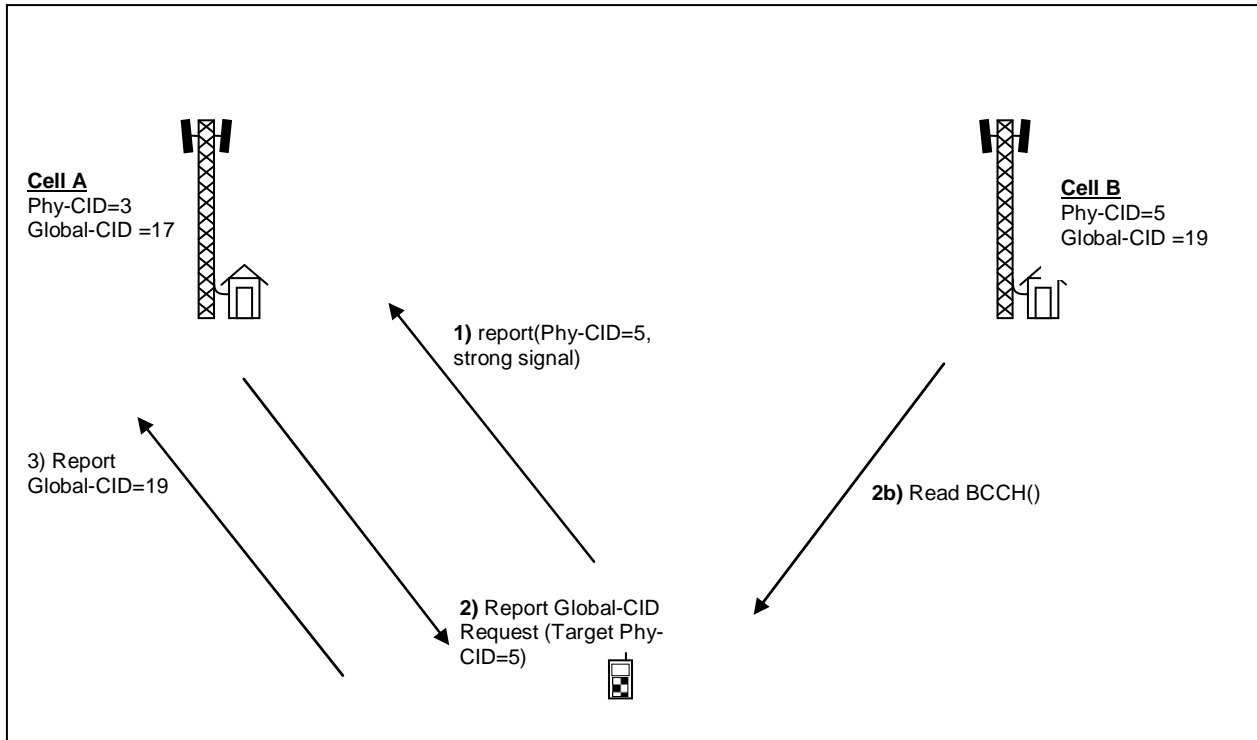 Cell A
Phy-CID=3
Global-CID =17
Cell B
Phy-CID=5
Global-CID =19
1) report(Phy-CID=5,
strong signal)
3) Report
Global-CID=19
2b) Read BCCH()
2) Report Global-CID
Request (Target Phy-
CID=5)